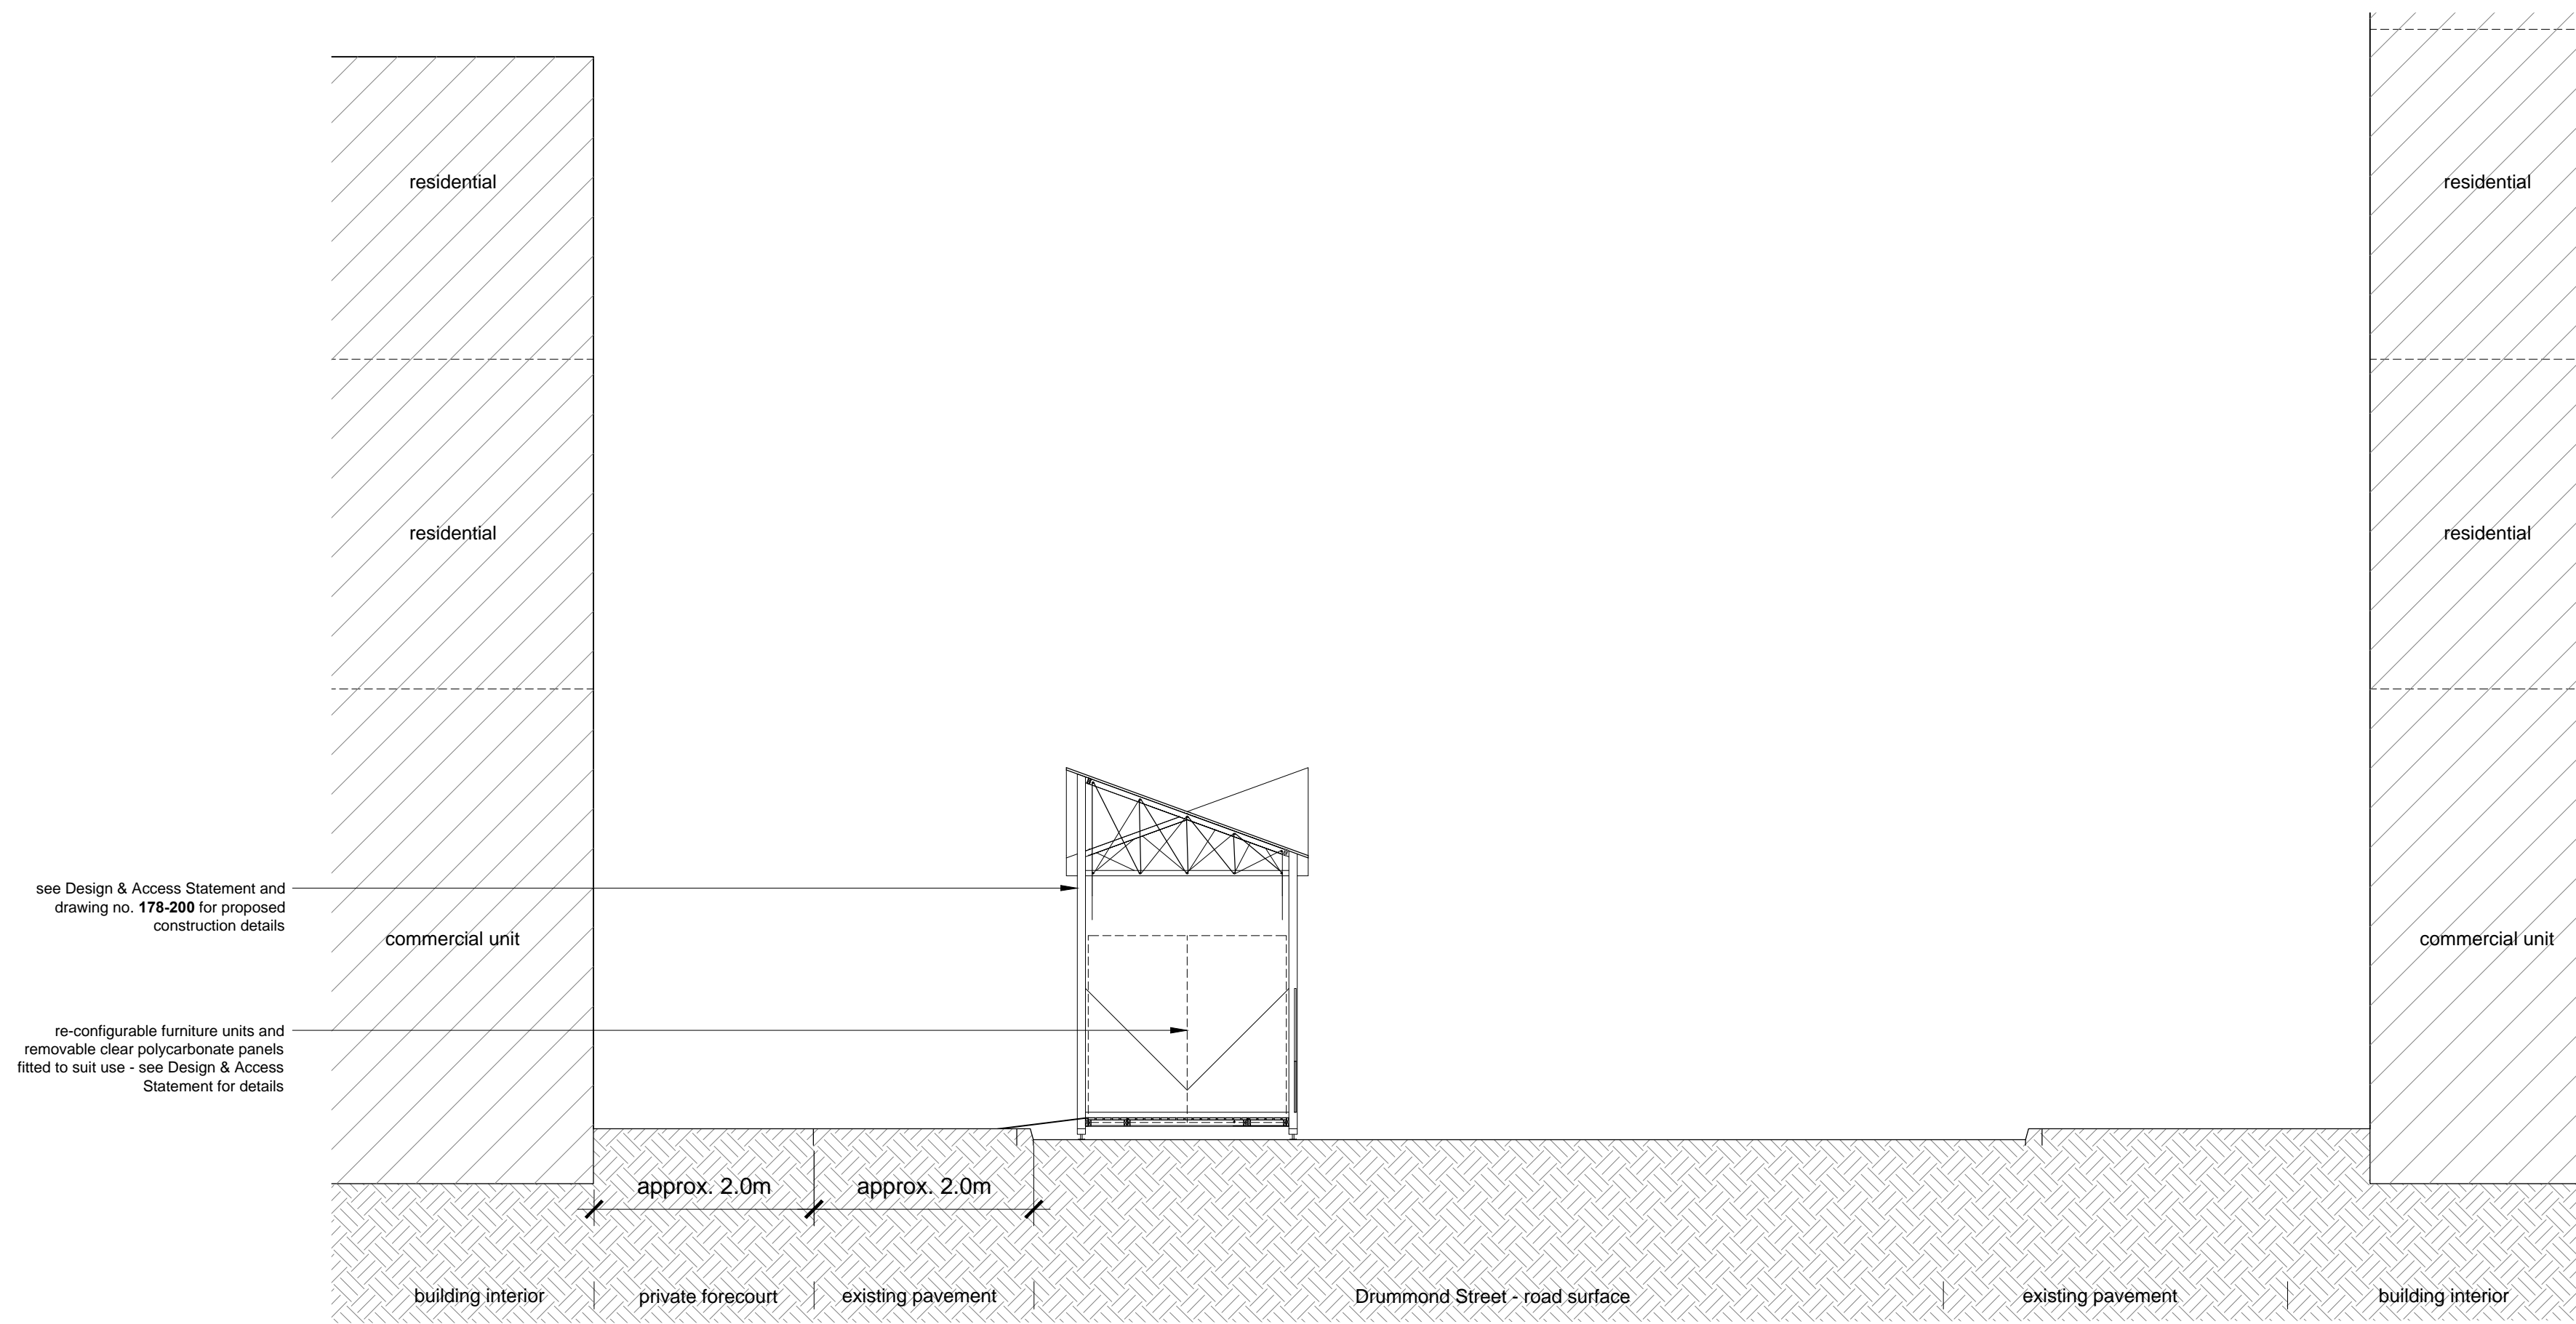 residential
residential
residential
residential
see Design & Access Statement and
drawing no. 178-200 for proposed
construction details
commercial unit
commercial unit
re-configurable furniture units and
removable clear polycarbonate panels
fitted to suit use - see Design & Access
Statement for details
approx. 2.0m
approx. 2.0m
building interior
private forecourt
existing pavement
Drummond Street - road surface
existing pavement
building interior